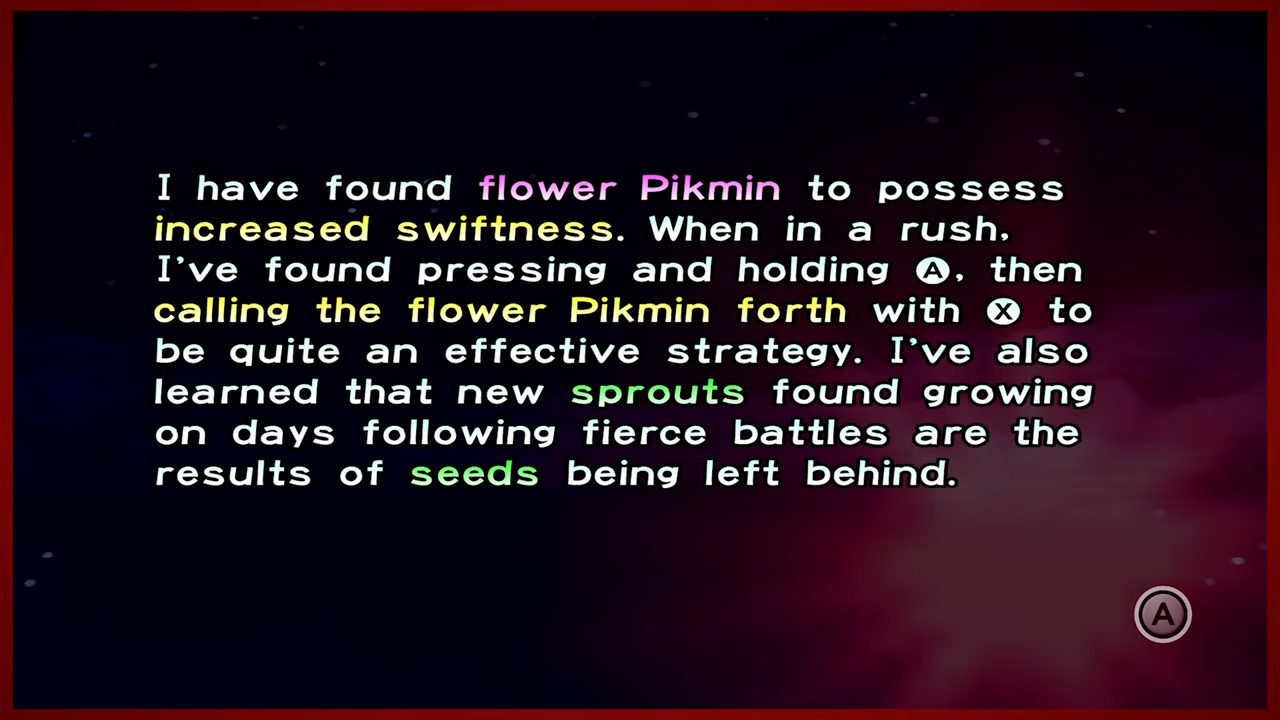 I have found flower Pikmin to possess
increased swiftness. When in a rush,
I've found pressing and holding A, then
calling the flower Pikmin forth with X to
be quite an effective strategy. I've also
learned that new sprouts found growing
on days following fierce battles are the
results of seeds being left behind.
A